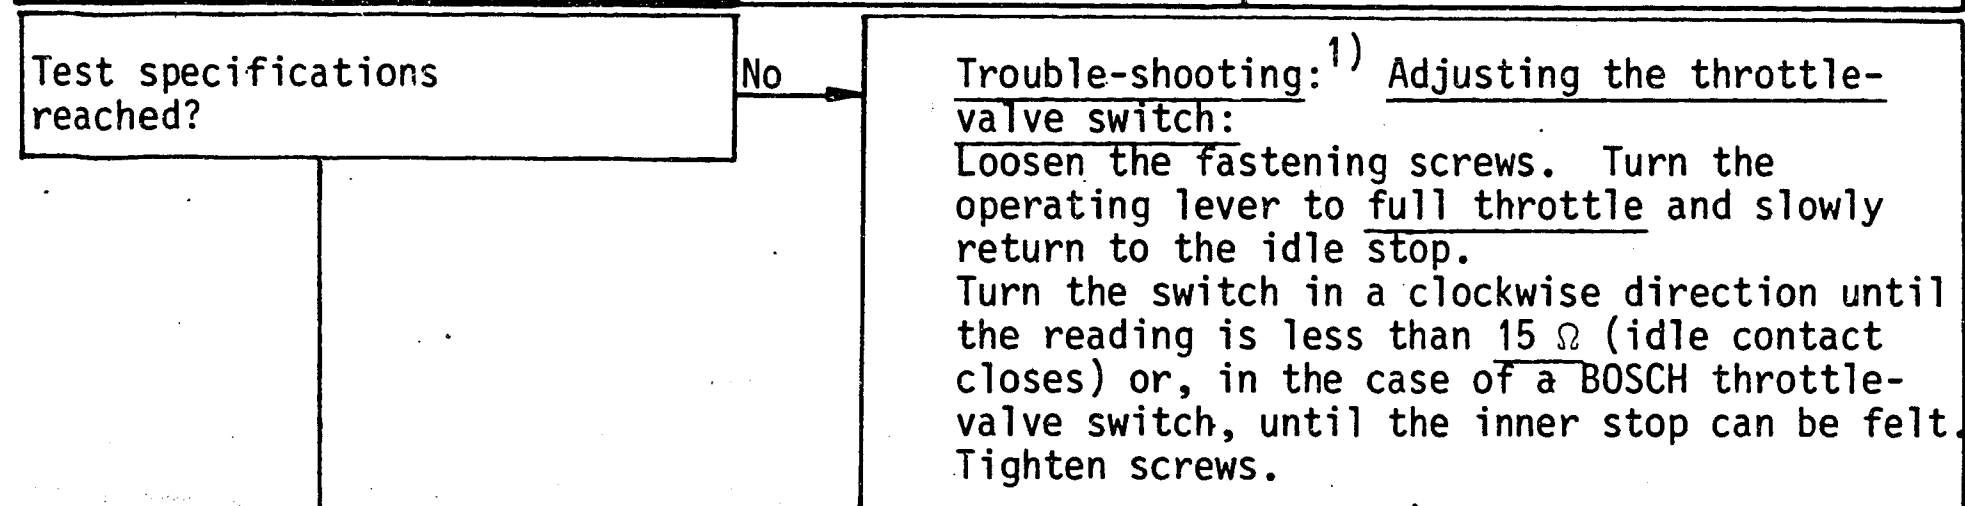 Test specifications
reached?
No
Trouble-shooting:1) Adjusting the throttle-
valve switch:
Loosen the fastening screws. Turn the
operating lever to full throttle and slowly
return to the idle stop.
Turn the switch in a clockwise direction until
the reading is less than 15 Ω (idle contact
closes) or, in the case of a BOSCH throttle-
valve switch, until the inner stop can be felt.
Tighten screws.